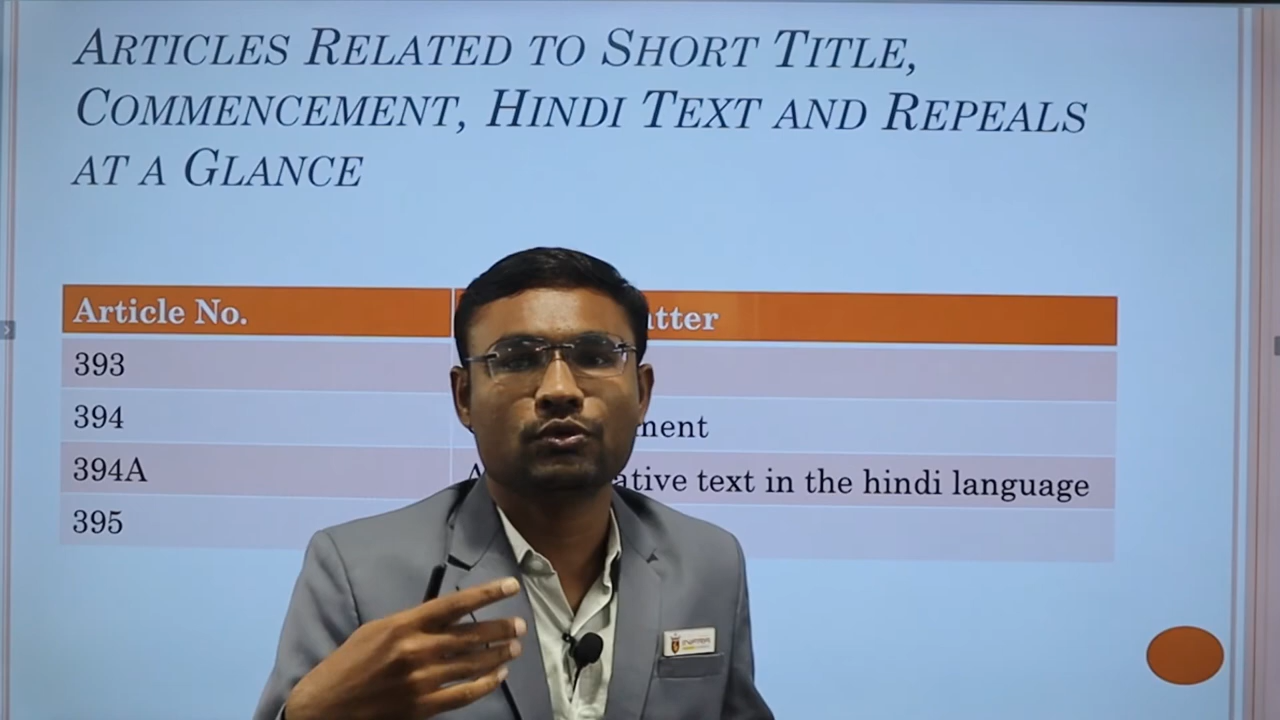 ARTICLES RELATED TO SHORT TITLE,
COMMENCEMENT, HINDI TEXT AND REPEALS
AT A GLANCE
Article No. atter
393
394 ment
394A ative text in the hindi language
395